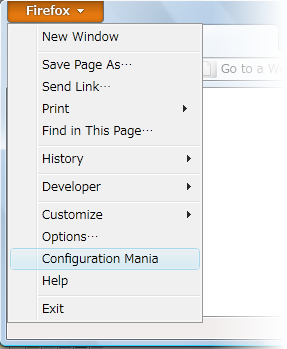 Firefox
New Window
Save Page As…
Send Link…
Print
Find in This Page…
History
Developer
Customize
Options…
Configuration Mania
Help
Exit
Go to a W